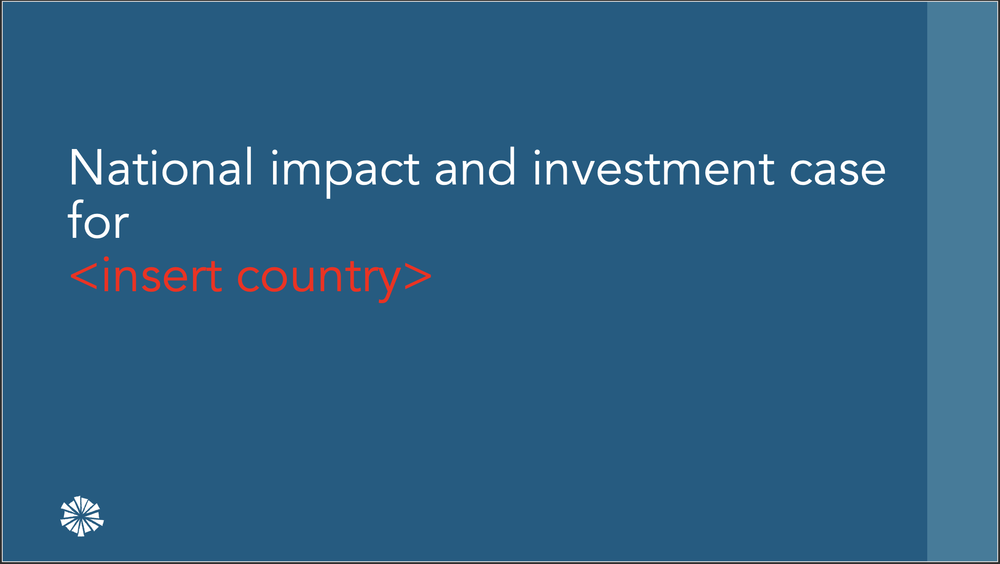 National impact and investment case
for
<insert country>